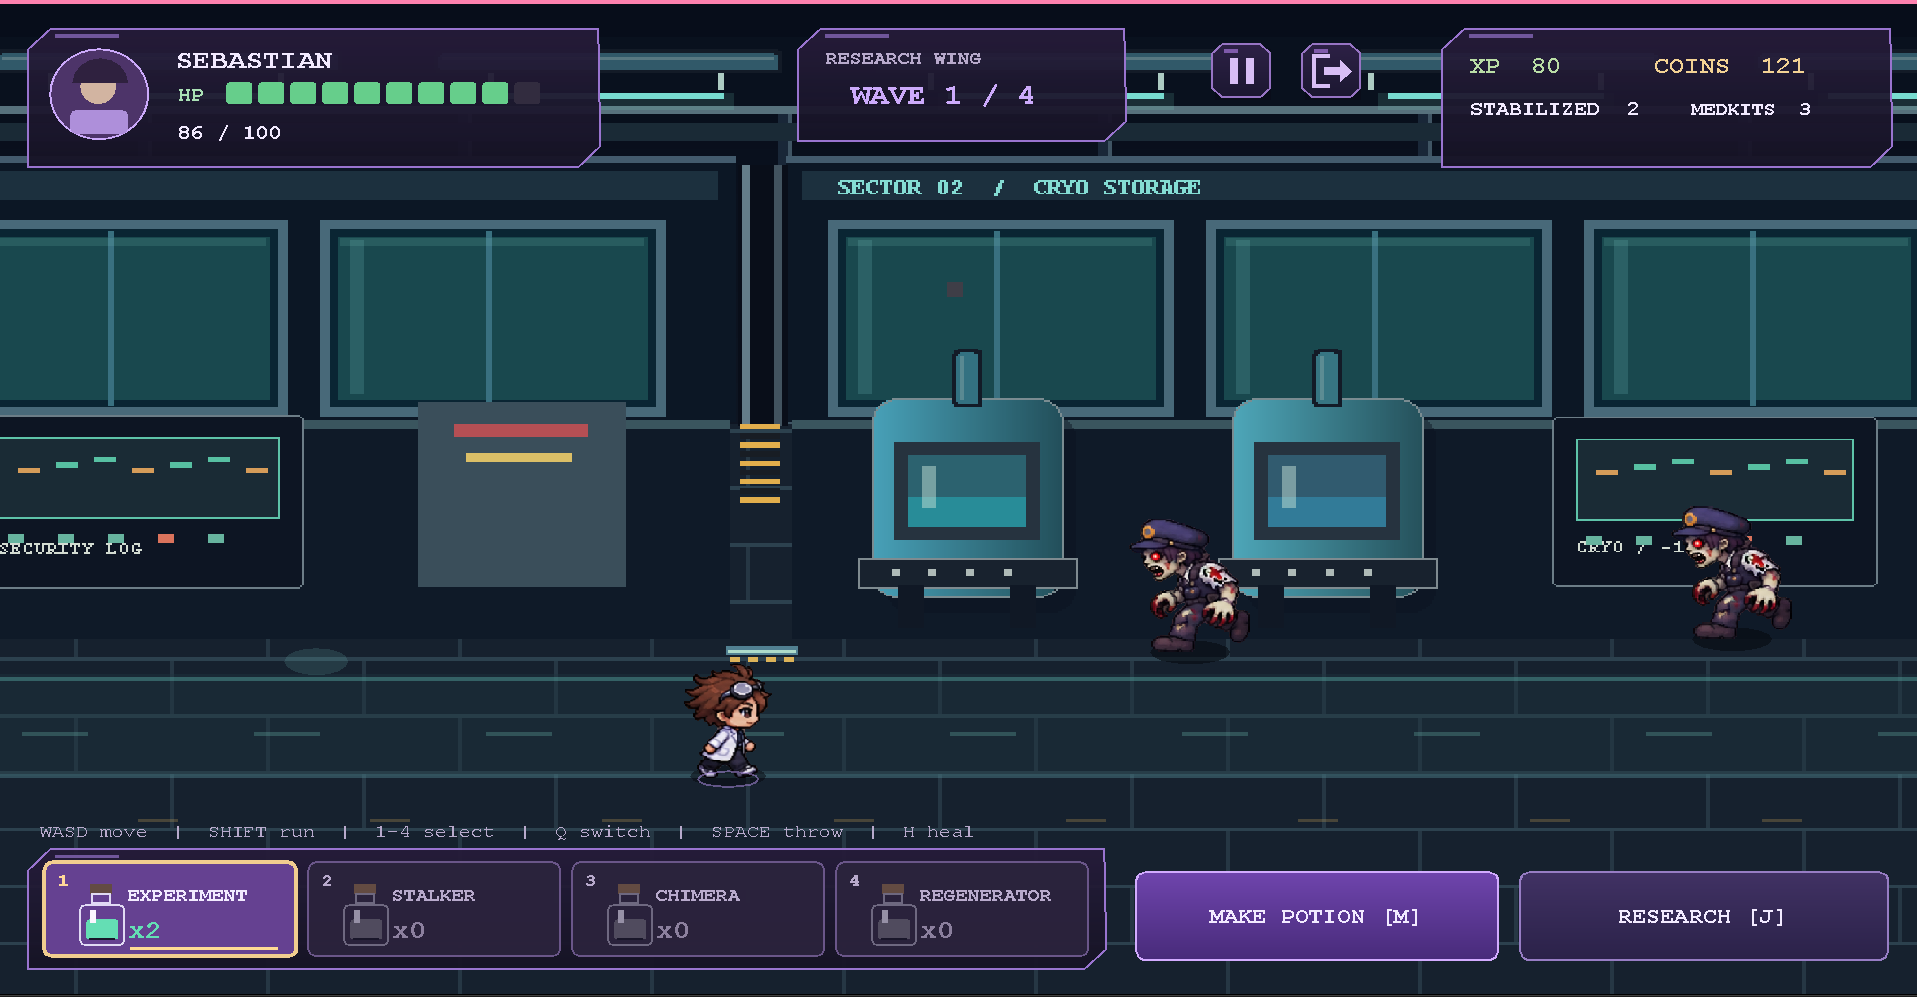 SEBASTIAN
HP
86 / 100
RESEARCH WING
WAVE 1 / 4
XP 80 COINS 121
STABILIZED 2 MEDKITS 3
SECTOR 02 / CRYO STORAGE
SECURITY LOG
CRYO / -1
WASD move | SHIFT run | 1-4 select | Q switch | SPACE throw | H heal
1 EXPERIMENT x2
2 STALKER x0
3 CHIMERA x0
4 REGENERATOR x0
MAKE POTION [M]
RESEARCH [J]